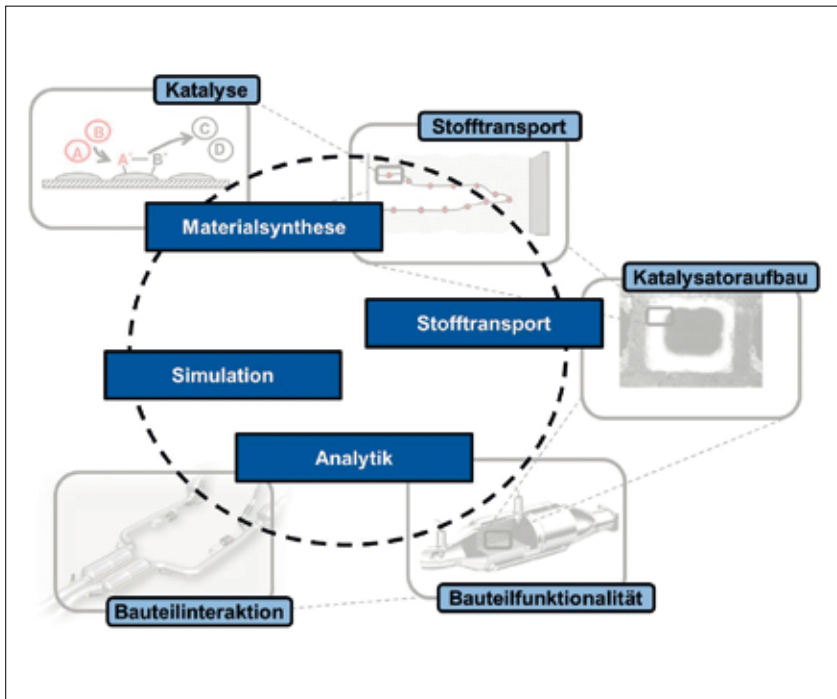 Katalyse
Stofftransport
B
A
A*
B*
C
D
Materialsynthese
Katalysatoraufbau
Stofftransport
Simulation
Analytik
Bauteilinteraktion
Bauteilfunktionalität